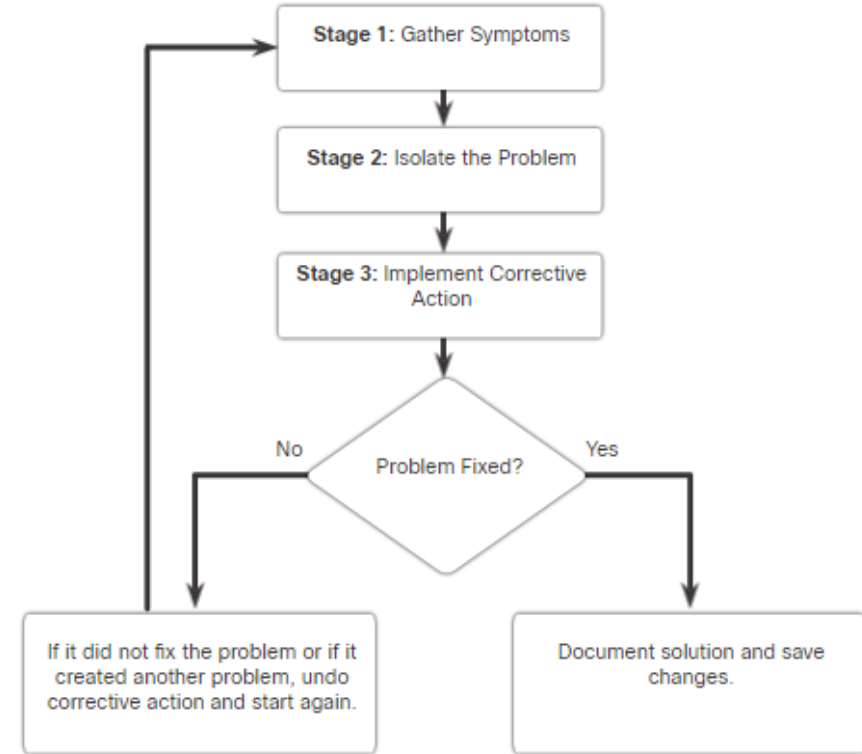 Stage 1: Gather Symptoms
Stage 2: Isolate the Problem
Stage 3: Implement Corrective
Action
No
Problem Fixed?
Yes
If it did not fix the problem or if it
created another problem, undo
corrective action and start again.
Document solution and save
changes.